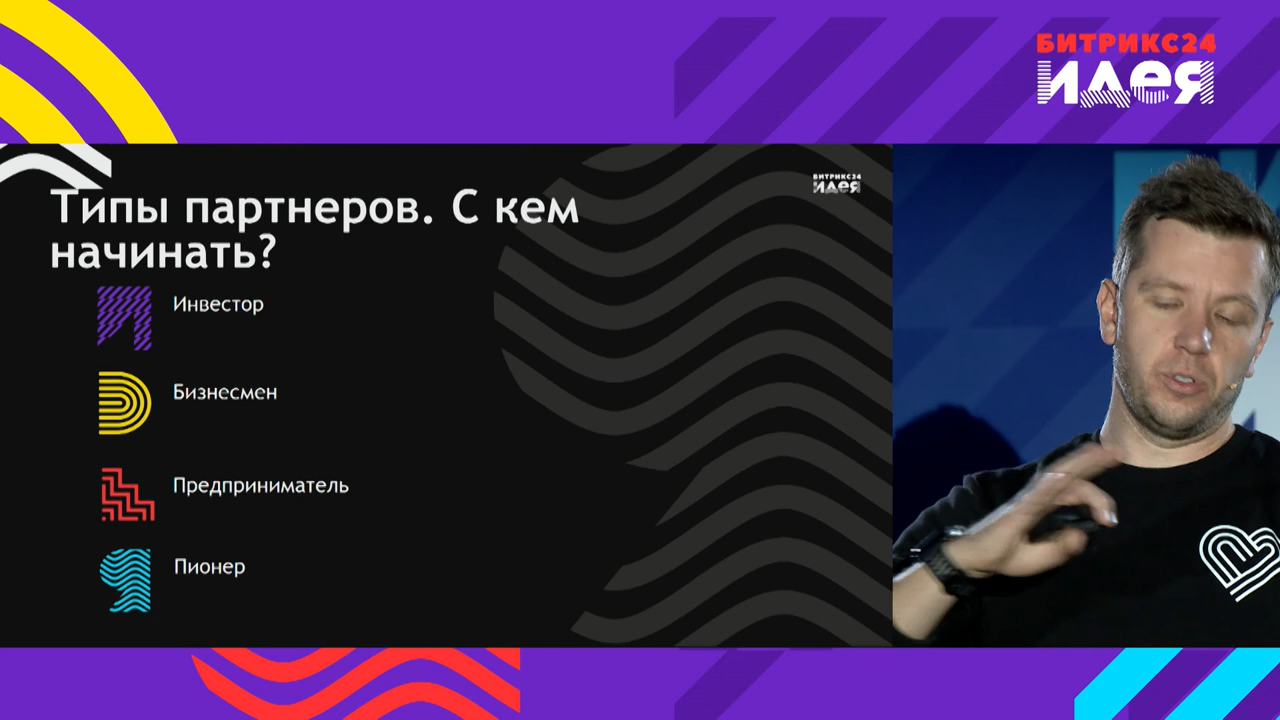 БИТРИКС24
идея
БИТРИКС24
идея
Типы партнеров. С кем
начинать?
Инвестор
Бизнесмен
Предприниматель
Пионер